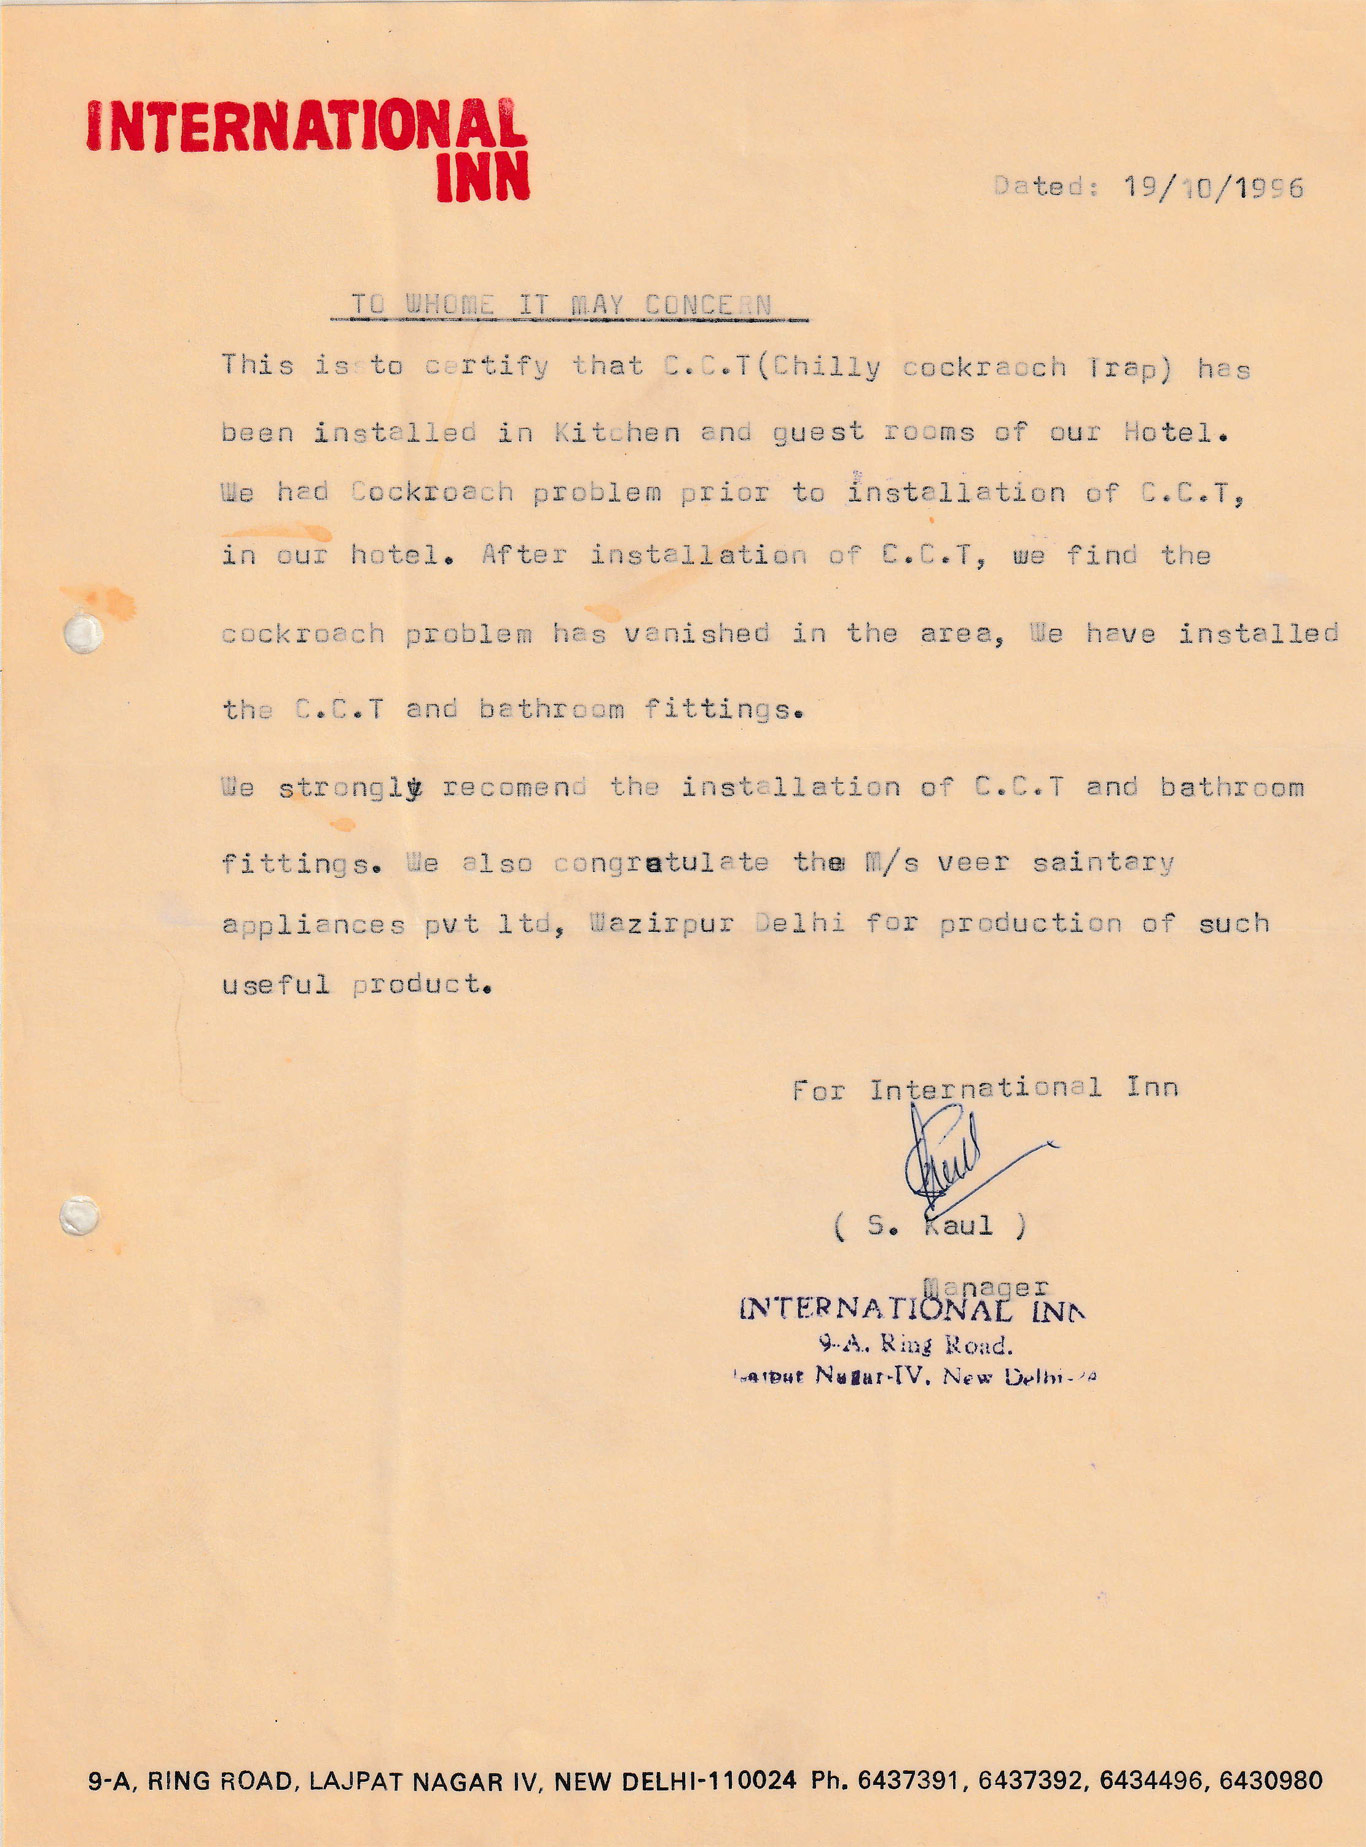 INTERNATIONAL
INN
Dated: 19/10/1996
TO WHOME IT MAY CONCERN
This is to certify that C.C.T(Chilly cockraoch Trap) has
been installed in Kitchen and guest rooms of our Hotel.
We had Cockroach problem prior to installation of C.C.T,
in our hotel. After installation of C.C.T, we find the
cockroach problem has vanished in the area, We have installed
the C.C.T and bathroom fittings.
We strongly recomend the installation of C.C.T and bathroom
fittings. We also congratulate the M/s veer saintary
appliances pvt ltd, Wazirpur Delhi for production of such
useful product.
For International Inn
( S. Kaul )
Manager
INTERNATIONAL INN
9-A, Ring Road.
Lajpat Nagar-IV, New Delhi-24
9-A, RING ROAD, LAJPAT NAGAR IV, NEW DELHI-110024 Ph. 6437391, 6437392, 6434496, 6430980